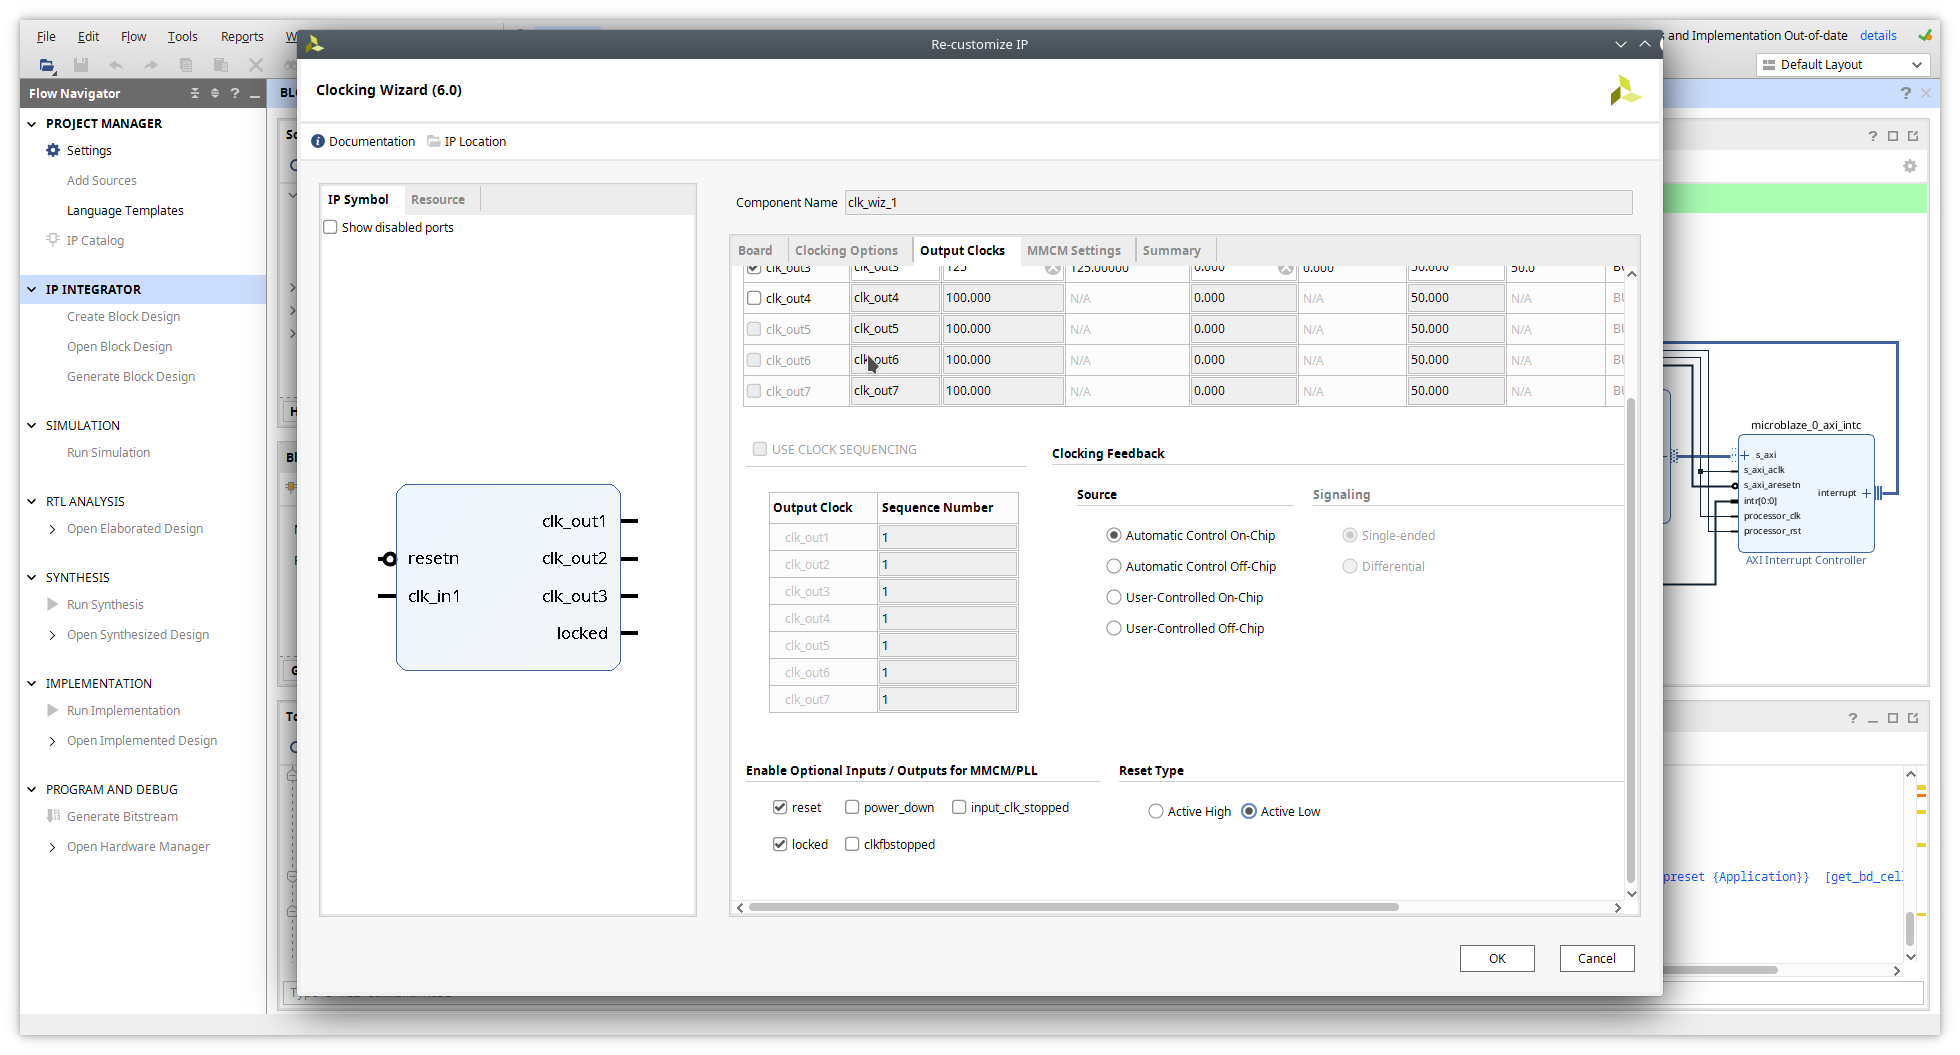 File Edit Flow Tools Reports
Re-customize IP
and Implementation Out-of-date details
Default Layout
Flow Navigator
? _
PROJECT MANAGER
Settings
Add Sources
Language Templates
IP Catalog
IP INTEGRATOR
Create Block Design
Open Block Design
Generate Block Design
SIMULATION
Run Simulation
RTL ANALYSIS
Open Elaborated Design
SYNTHESIS
Run Synthesis
Open Synthesized Design
IMPLEMENTATION
Run Implementation
Open Implemented Design
PROGRAM AND DEBUG
Generate Bitstream
Open Hardware Manager
Clocking Wizard (6.0)
Documentation IP Location
IP Symbol Resource
Show disabled ports
resetn
clk_in1
clk_out1
clk_out2
clk_out3
locked
Component Name clk_wiz_1
Board Clocking Options Output Clocks MMCM Settings Summary
clk_out3 clk_out3 125 125.00000 0.000 0.000 50.000 50.0
clk_out4 clk_out4 100.000 N/A 0.000 N/A 50.000 N/A
clk_out5 clk_out5 100.000 N/A 0.000 N/A 50.000 N/A
clk_out6 clk_out6 100.000 N/A 0.000 N/A 50.000 N/A
clk_out7 clk_out7 100.000 N/A 0.000 N/A 50.000 N/A
USE CLOCK SEQUENCING
Output Clock Sequence Number
clk_out1 1
clk_out2 1
clk_out3 1
clk_out4 1
clk_out5 1
clk_out6 1
clk_out7 1
Clocking Feedback
Source Signaling
Automatic Control On-Chip Single-ended
Automatic Control Off-Chip Differential
User-Controlled On-Chip
User-Controlled Off-Chip
Enable Optional Inputs / Outputs for MMCM/PLL
reset power_down input_clk_stopped
locked clkfbstopped
Reset Type
Active High Active Low
OK Cancel
microblaze_0_axi_intc
s_axi
s_axi_aclk
s_axi_aresetn
intr[0:0]
processor_clk
processor_rst
interrupt
AXI Interrupt Controller
preset {Application}} [get_bd_cel